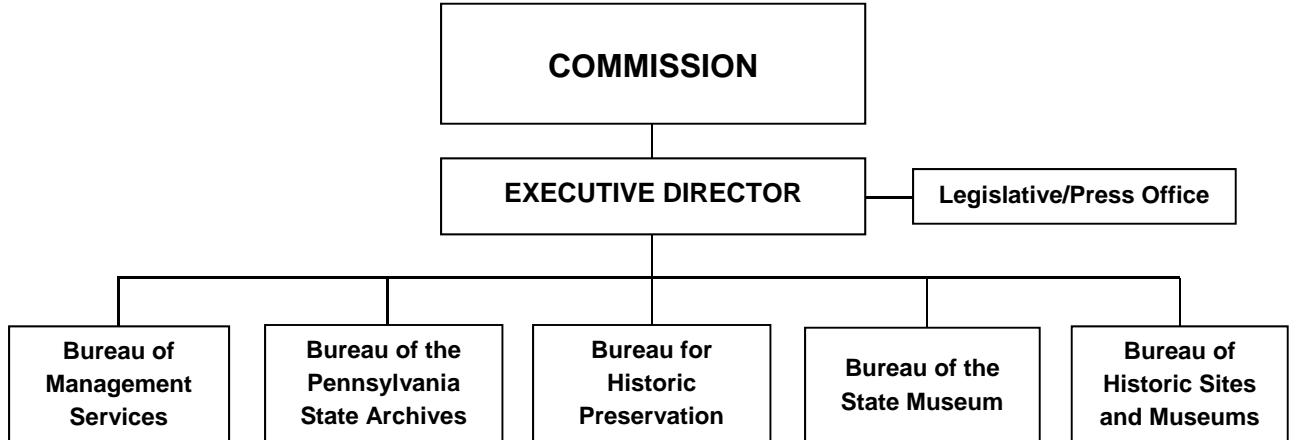 COMMISSION
EXECUTIVE DIRECTOR
Legislative/Press Office
Bureau of
Management
Services
Bureau of the
Pennsylvania
State Archives
Bureau for
Historic
Preservation
Bureau of the
State Museum
Bureau of
Historic Sites
and Museums